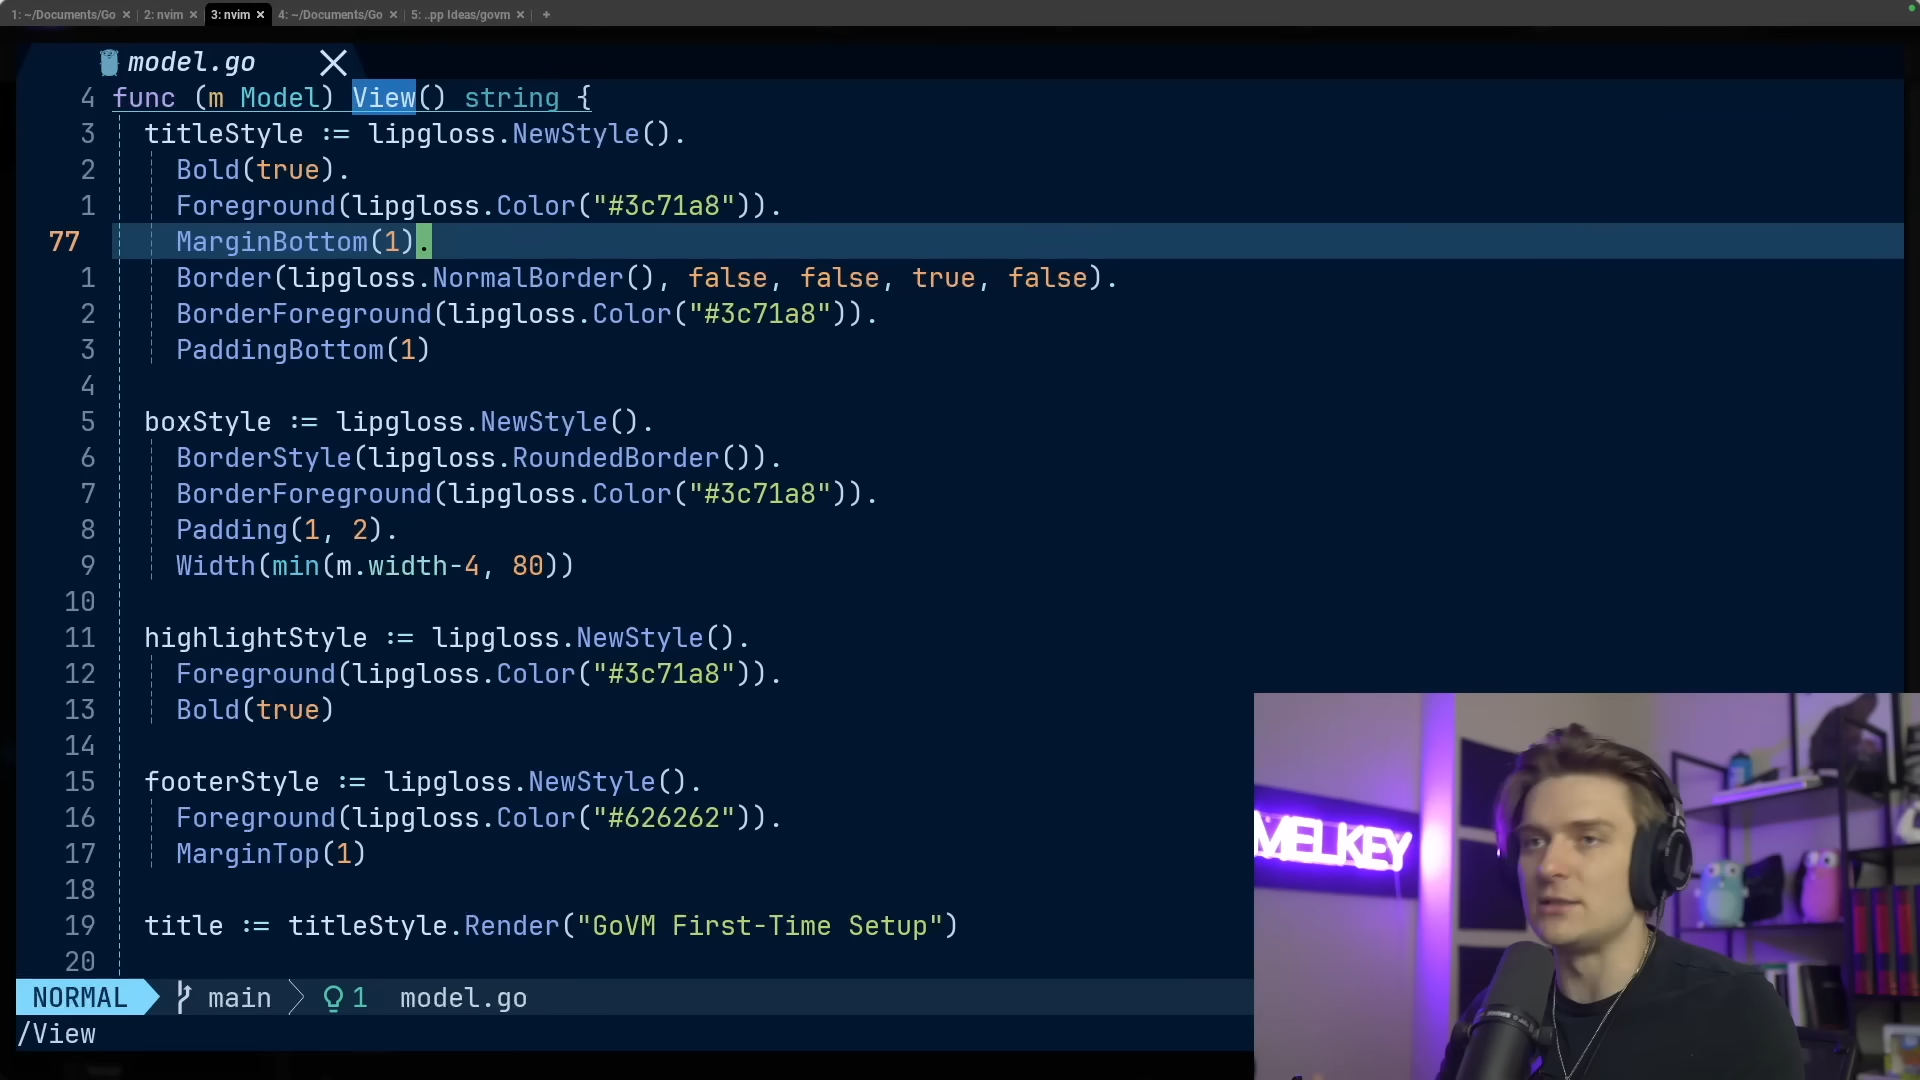 1: ~/Documents/Go × 2: nvim × 3: nvim × 4: ~/Documents/Go × 5: ..pp Ideas/govm × +
model.go
4 func (m Model) View() string {
3 titleStyle := lipgloss.NewStyle().
2 Bold(true).
1 Foreground(lipgloss.Color("#3c71a8")).
77 MarginBottom(1).
1 Border(lipgloss.NormalBorder(), false, false, true, false).
2 BorderForeground(lipgloss.Color("#3c71a8")).
3 PaddingBottom(1)
4
5 boxStyle := lipgloss.NewStyle().
6 BorderStyle(lipgloss.RoundedBorder()).
7 BorderForeground(lipgloss.Color("#3c71a8")).
8 Padding(1, 2).
9 Width(min(m.width-4, 80))
10
11 highlightStyle := lipgloss.NewStyle().
12 Foreground(lipgloss.Color("#3c71a8")).
13 Bold(true)
14
15 footerStyle := lipgloss.NewStyle().
16 Foreground(lipgloss.Color("#626262")).
17 MarginTop(1)
18
19 title := titleStyle.Render("GoVM First-Time Setup")
20
NORMAL main 1 model.go
/View
MELKEY